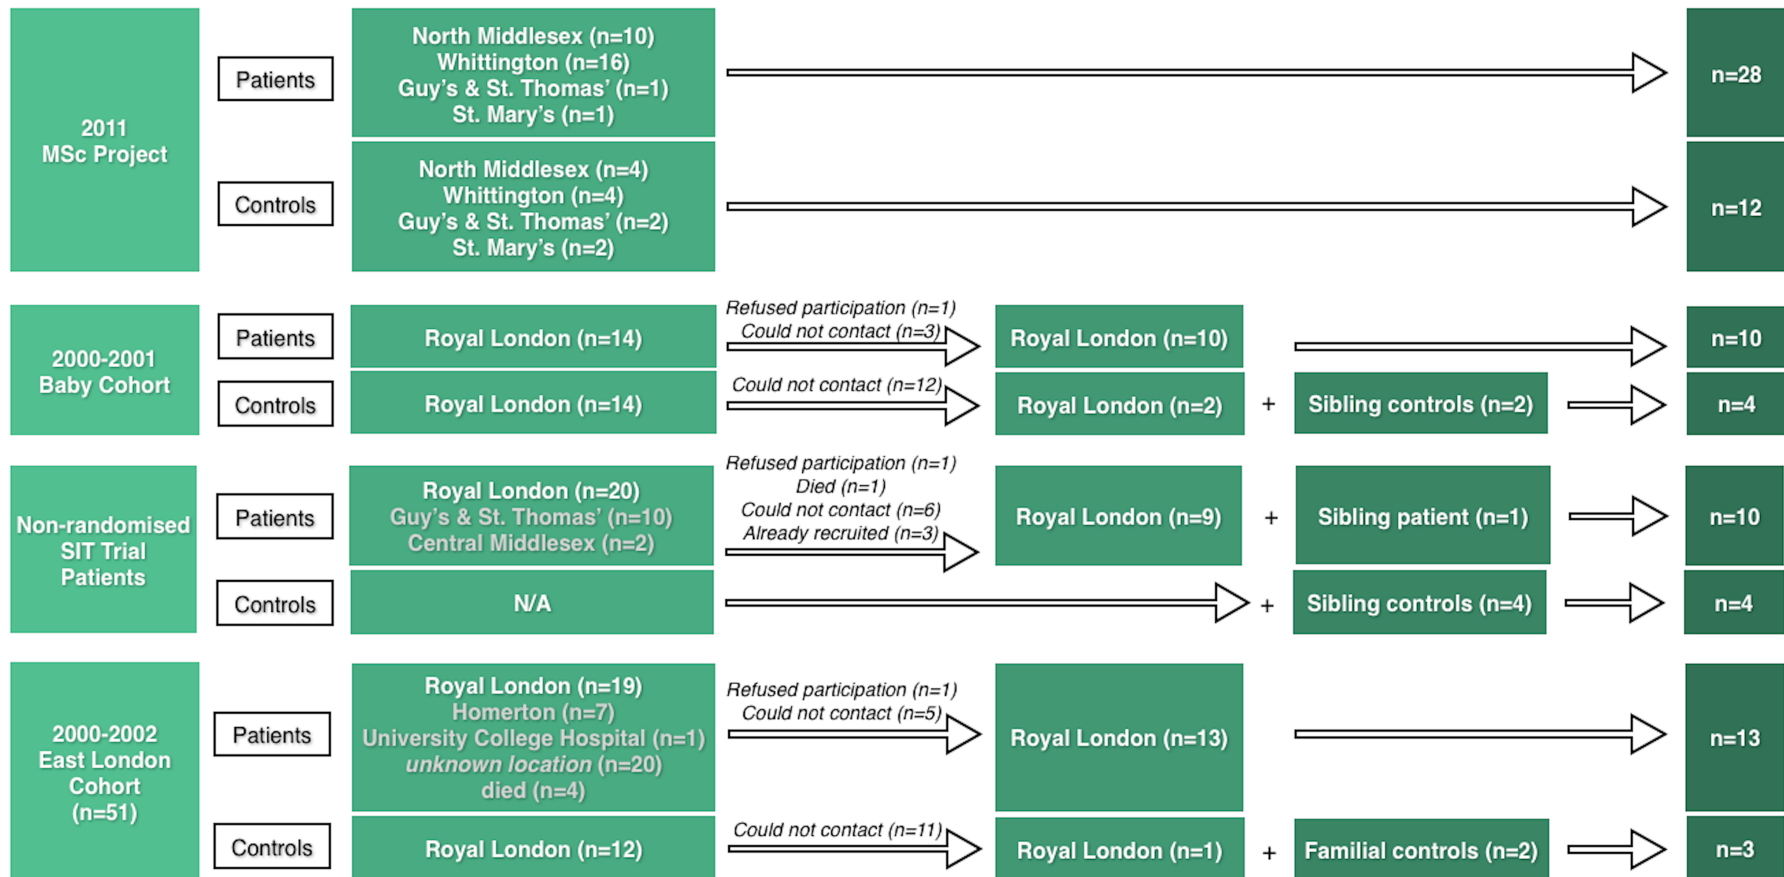 2011
MSc Project
Patients
North Middlesex (n=10)
Whittington (n=16)
Guy's & St. Thomas' (n=1)
St. Mary's (n=1)
n=28
Controls
North Middlesex (n=4)
Whittington (n=4)
Guy's & St. Thomas' (n=2)
St. Mary's (n=2)
n=12
2000-2001
Baby Cohort
Patients
Royal London (n=14)
Refused participation (n=1)
Could not contact (n=3)
Royal London (n=10)
n=10
Controls
Royal London (n=14)
Could not contact (n=12)
Royal London (n=2)
+
Sibling controls (n=2)
n=4
Non-randomised
SIT Trial
Patients
Patients
Royal London (n=20)
Guy's & St. Thomas' (n=10)
Central Middlesex (n=2)
Refused participation (n=1)
Died (n=1)
Could not contact (n=6)
Already recruited (n=3)
Royal London (n=9)
+
Sibling patient (n=1)
n=10
Controls
N/A
+
Sibling controls (n=4)
n=4
2000-2002
East London
Cohort
(n=51)
Patients
Royal London (n=19)
Homerton (n=7)
University College Hospital (n=1)
unknown location (n=20)
died (n=4)
Refused participation (n=1)
Could not contact (n=5)
Royal London (n=13)
n=13
Controls
Royal London (n=12)
Could not contact (n=11)
Royal London (n=1)
+
Familial controls (n=2)
n=3